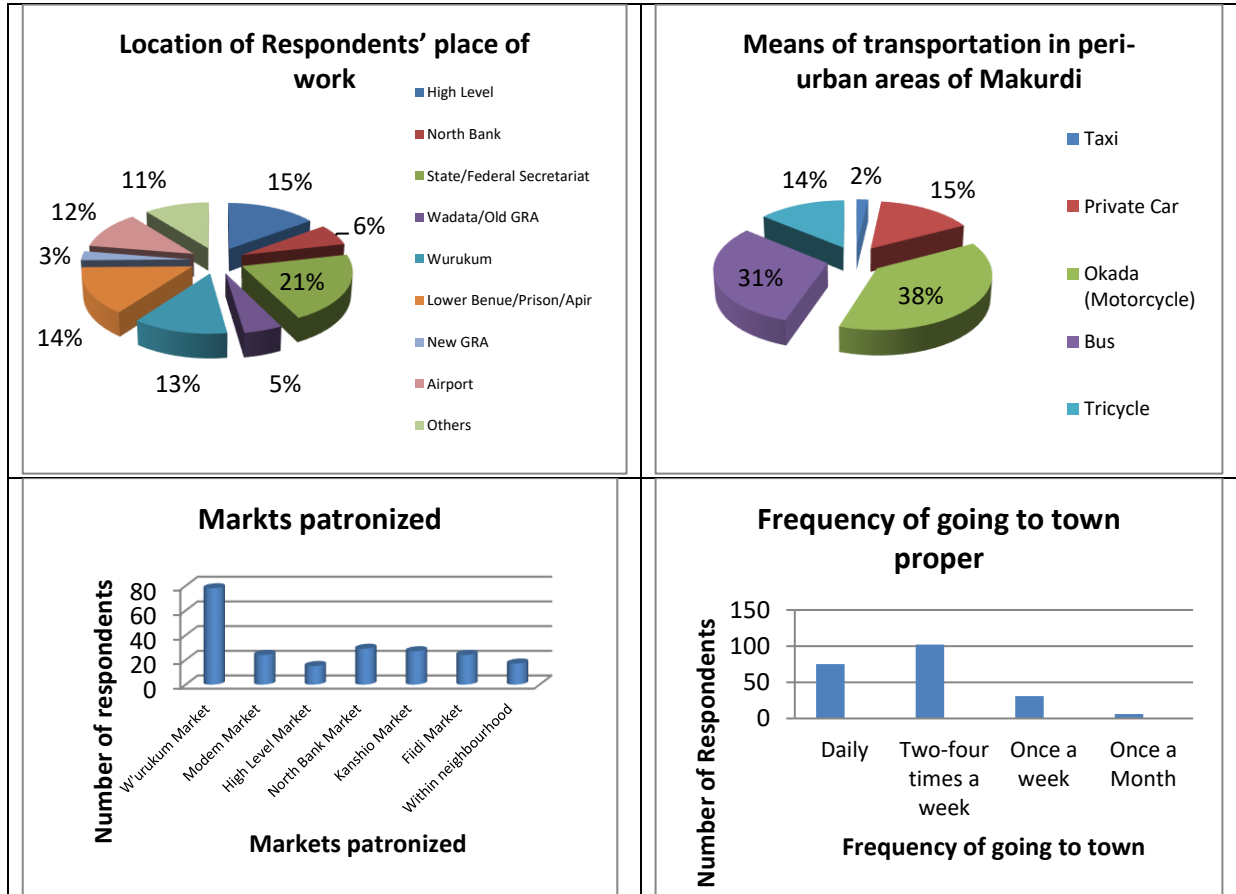 Location of Respondents’ place of
work
High Level
North Bank
State/Federal Secretariat
Wadata/Old GRA
Wurukum
Lower Benue/Prison/Apir
New GRA
Airport
Others
15%
6%
21%
5%
13%
14%
3%
12%
11%
Means of transportation in peri-
urban areas of Makurdi
Taxi
Private Car
Okada
(Motorcycle)
Bus
Tricycle
2%
15%
38%
31%
14%
Markts patronized
Number of respondents
80
60
40
20
0
W'urukum Market
Modem Market
High Level Market
North Bank Market
Kanshio Market
Fiidi Market
Within neighbourhood
Markets patronized
Frequency of going to town
proper
Number of Respondents
150
100
50
0
Daily
Two-four
times a
week
Once a
week
Once a
Month
Frequency of going to town